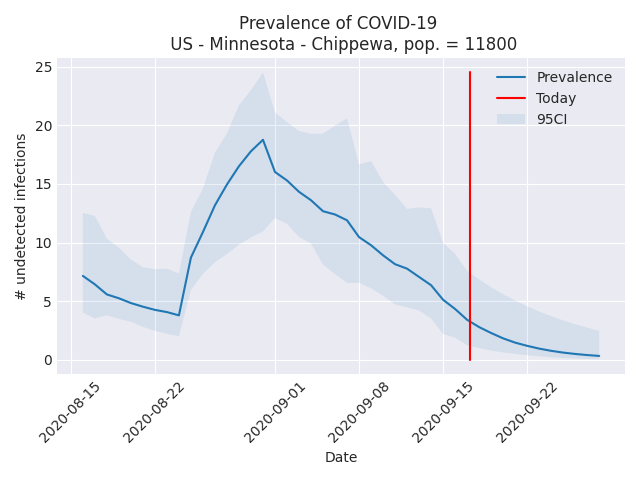 Prevalence of COVID-19
US - Minnesota - Chippewa, pop. = 11800
25
20
15
10
5
0
# undetected infections
Prevalence
Today
95CI
2020-08-15
2020-08-22
2020-09-01
2020-09-08
2020-09-15
2020-09-22
Date